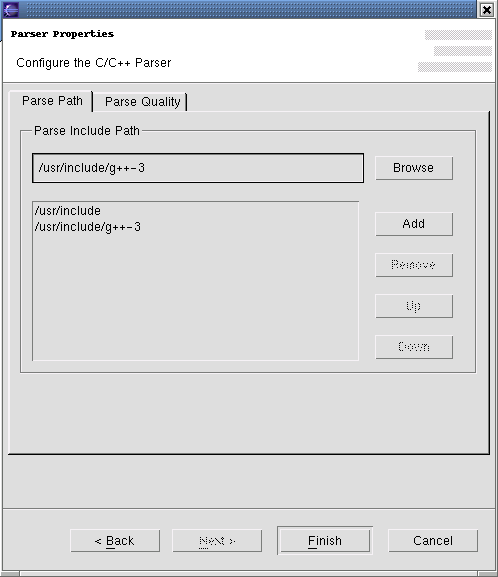 Parser Properties
Configure the C/C++ Parser
Parse Path
Parse Quality
Parse Include Path
/usr/include/g++-3
Browse
/usr/include
/usr/include/g++-3
Add
Remove
Up
Down
< Back
Next >
Finish
Cancel